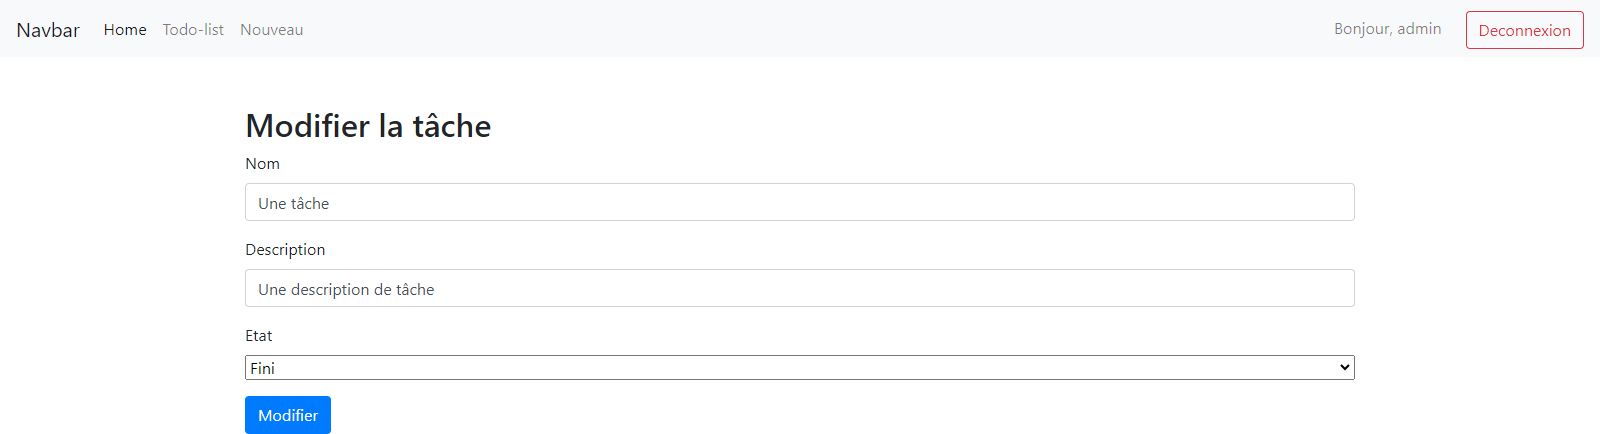 Navbar Home Todo-list Nouveau Bonjour, admin Deconnexion
Modifier la tâche
Nom
Une tâche
Description
Une description de tâche
Etat
Fini
Modifier